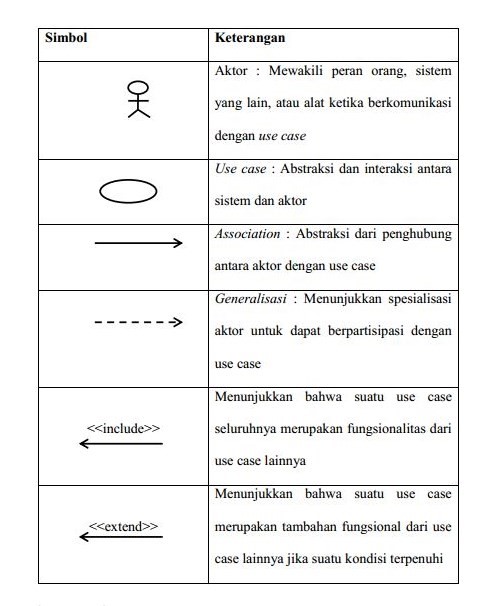 Simbol Keterangan
Aktor : Mewakili peran orang, sistem
yang lain, atau alat ketika berkomunikasi
dengan use case
Use case : Abstraksi dan interaksi antara
sistem dan aktor
Association : Abstraksi dari penghubung
antara aktor dengan use case
Generalisasi : Menunjukkan spesialisasi
aktor untuk dapat berpartisipasi dengan
use case
<<include>>
Menunjukkan bahwa suatu use case
seluruhnya merupakan fungsionalitas dari
use case lainnya
<<extend>>
Menunjukkan bahwa suatu use case
merupakan tambahan fungsional dari use
case lainnya jika suatu kondisi terpenuhi